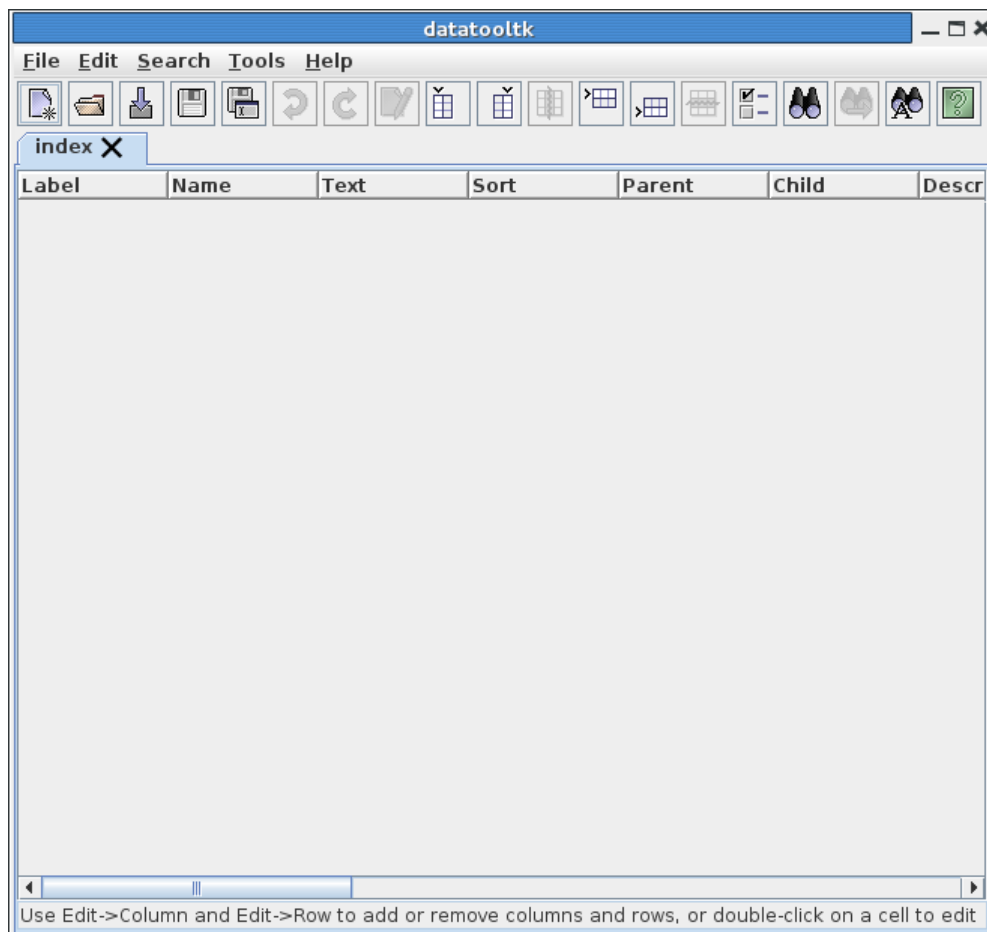 datatooltk
File Edit Search Tools Help
index
Label Name Text Sort Parent Child Descr
Use Edit->Column and Edit->Row to add or remove columns and rows, or double-click on a cell to edit